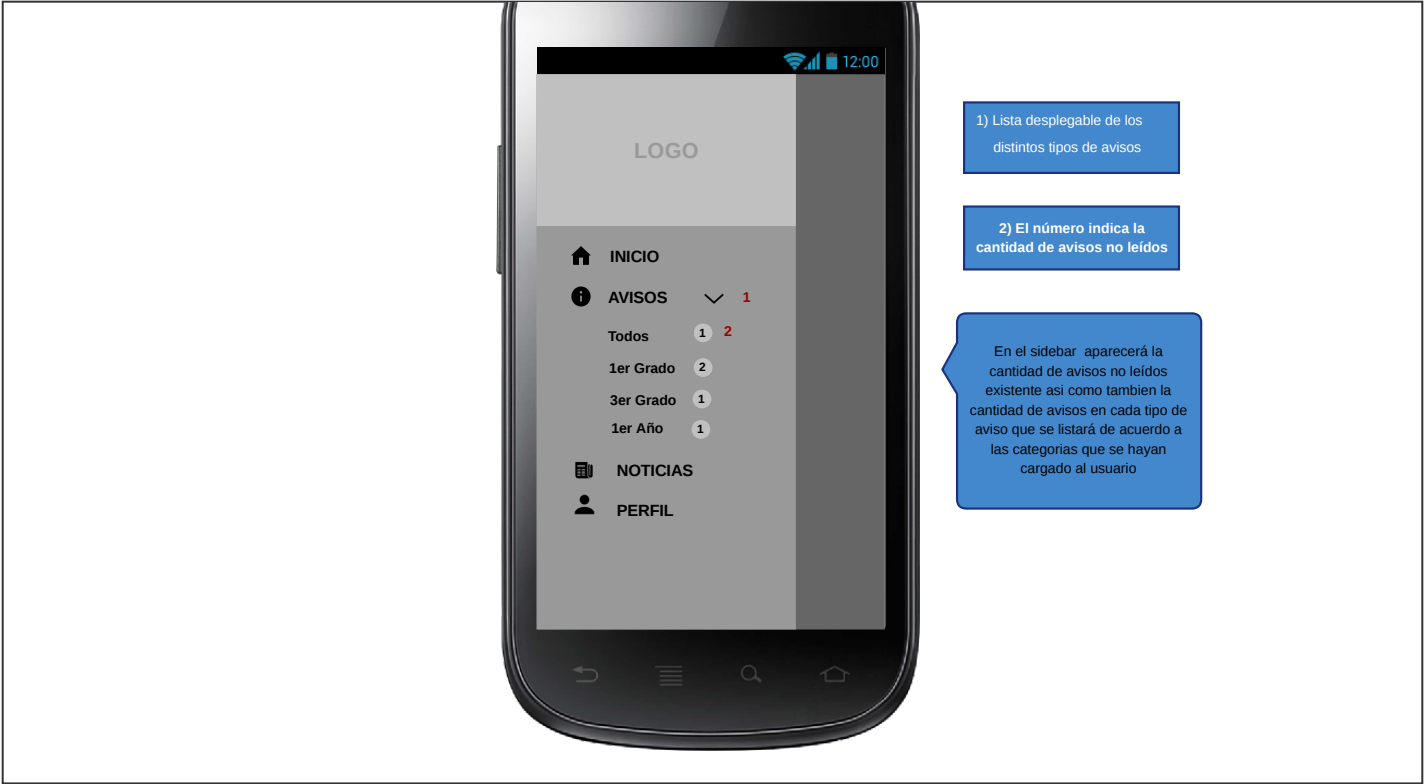 12:00
LOGO
INICIO
AVISOS 1
Todos 1 2
1er Grado 2
3er Grado 1
1er Año 1
NOTICIAS
PERFIL
1) Lista desplegable de los
distintos tipos de avisos
2) El número indica la
cantidad de avisos no leídos
En el sidebar  aparecerá la
cantidad de avisos no leídos
existente asi como tambien la
cantidad de avisos en cada tipo de
aviso que se listará de acuerdo a
las categorias que se hayan
cargado al usuario